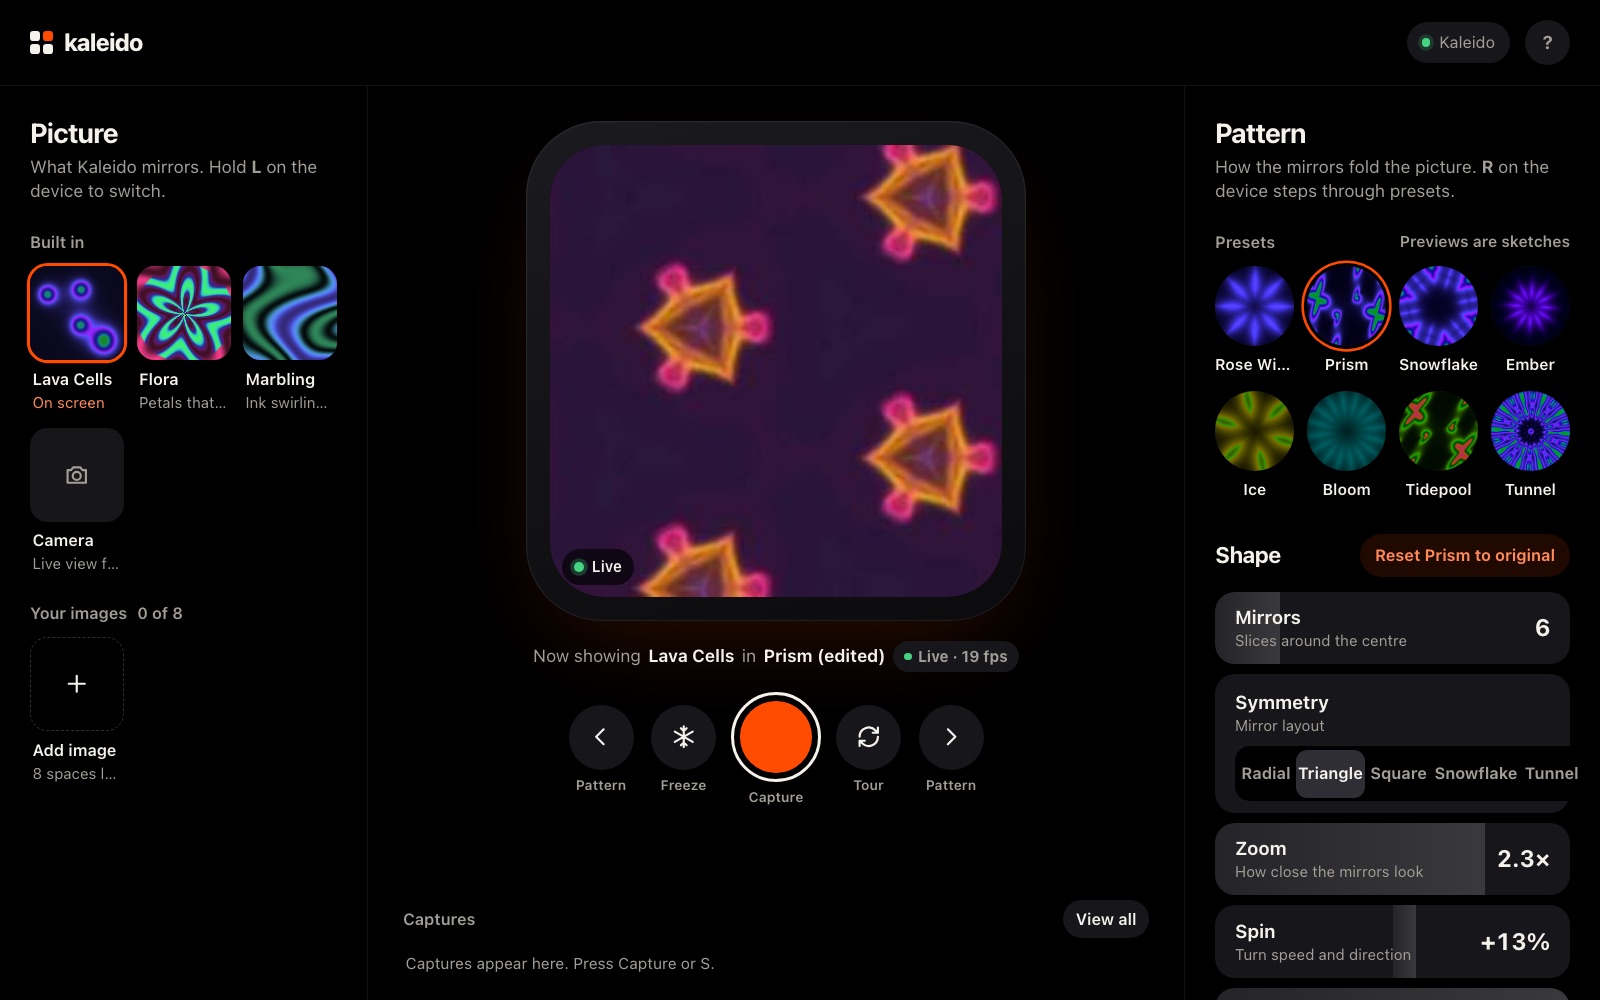 kaleido
Kaleido
?
Picture
What Kaleido mirrors. Hold L on the
device to switch.
Built in
Lava Cells
On screen
Flora
Petals that...
Marbling
Ink swirlin...
Camera
Live view f...
Your images 0 of 8
Add image
8 spaces l...
Live
Now showing Lava Cells in Prism (edited)
Live · 19 fps
Pattern
Freeze
Capture
Tour
Pattern
Captures
View all
Captures appear here. Press Capture or S.
Pattern
How the mirrors fold the picture. R on the
device steps through presets.
Presets
Previews are sketches
Rose Wi...
Prism
Snowflake
Ember
Ice
Bloom
Tidepool
Tunnel
Shape
Reset Prism to original
Mirrors
Slices around the centre
6
Symmetry
Mirror layout
Radial Triangle Square Snowflake Tunnel
Zoom
How close the mirrors look
2.3×
Spin
Turn speed and direction
+13%